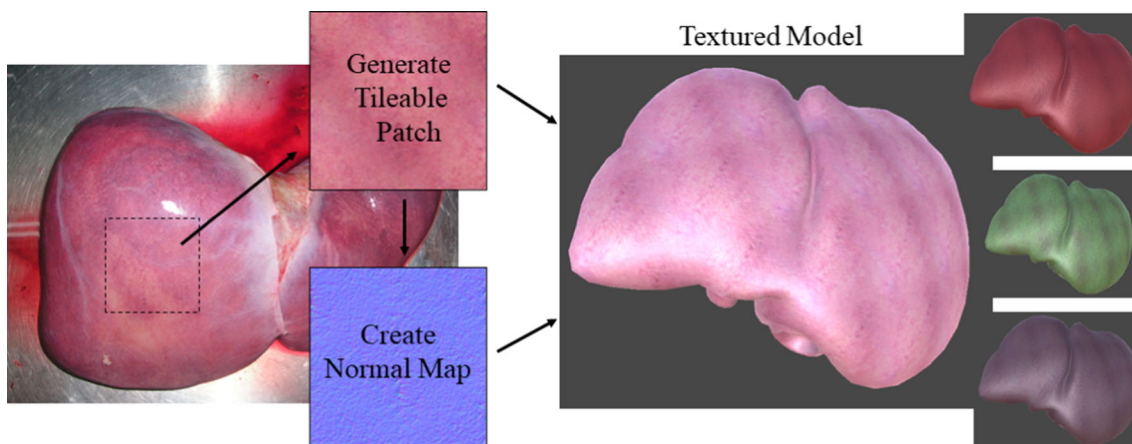 Generate
Tileable
Patch
Create
Normal Map
Textured Model